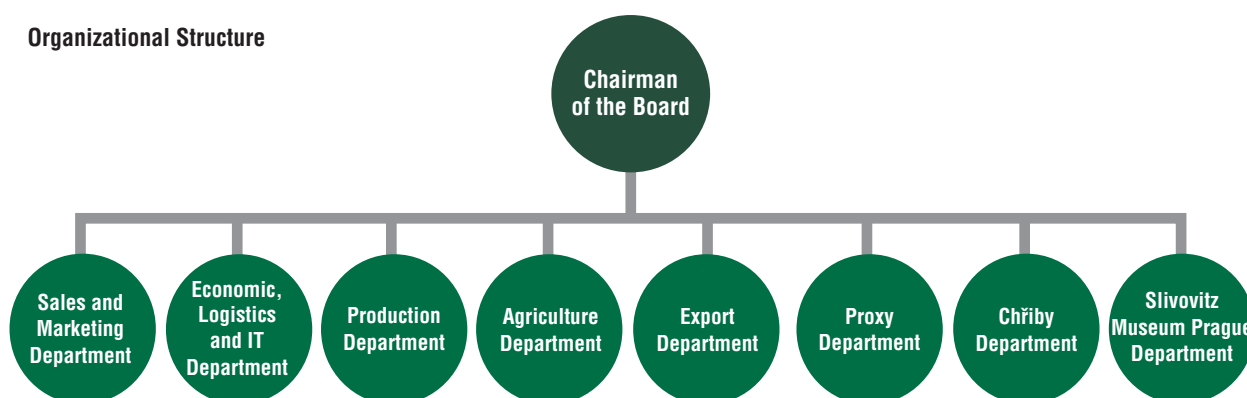 Organizational Structure
Chairman
of the Board
Sales and
Marketing
Department
Economic,
Logistics
and IT
Department
Production
Department
Agriculture
Department
Export
Department
Proxy
Department
Chřiby
Department
Slivovitz
Museum Prague
Department